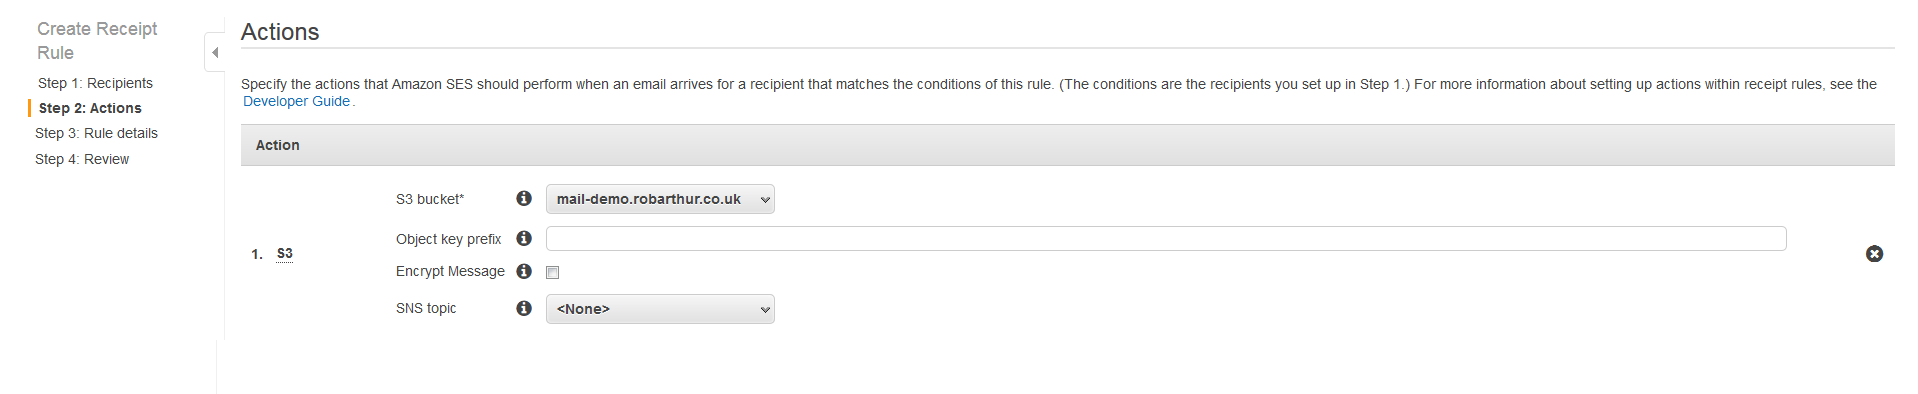 Create Receipt
Rule
Step 1: Recipients
Step 2: Actions
Step 3: Rule details
Step 4: Review
Actions
Specify the actions that Amazon SES should perform when an email arrives for a recipient that matches the conditions of this rule. (The conditions are the recipients you set up in Step 1.) For more information about setting up actions within receipt rules, see the
Developer Guide.
Action
1. S3
S3 bucket* mail-demo.robarthur.co.uk
Object key prefix
Encrypt Message
SNS topic <None>